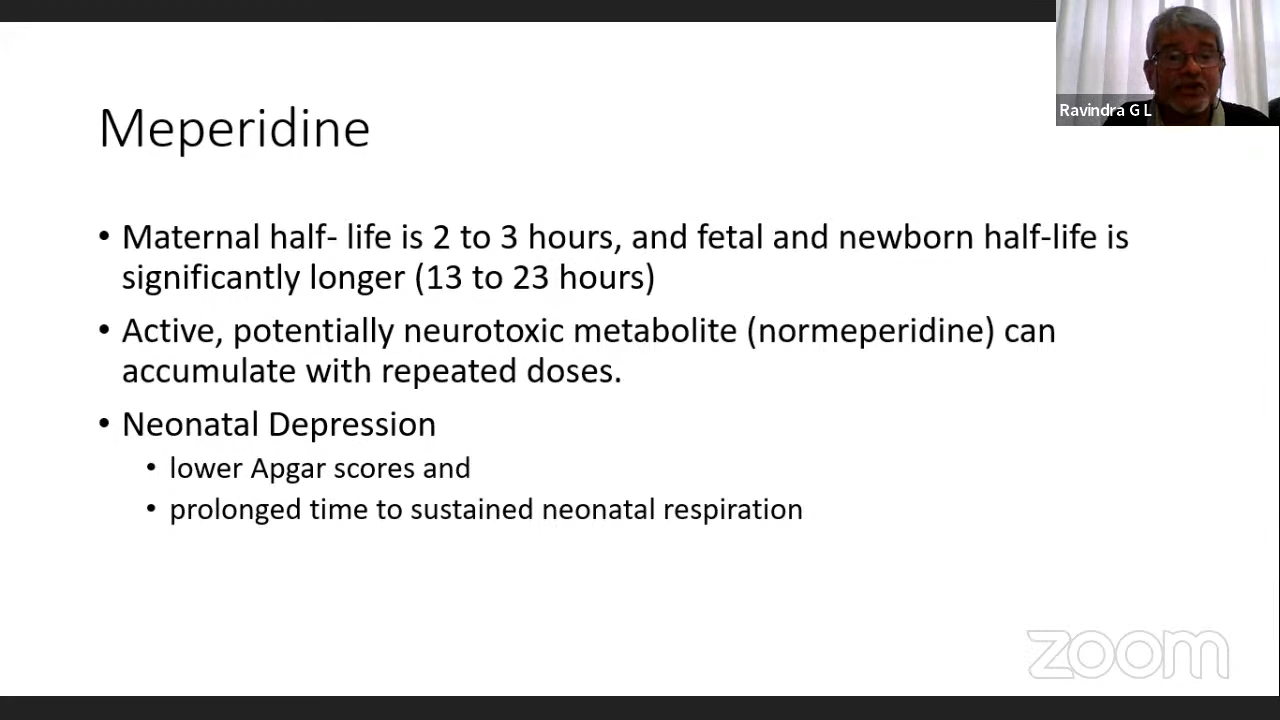 Ravindra G L
Meperidine
• Maternal half- life is 2 to 3 hours, and fetal and newborn half-life is
significantly longer (13 to 23 hours)
• Active, potentially neurotoxic metabolite (normeperidine) can
accumulate with repeated doses.
• Neonatal Depression
• lower Apgar scores and
• prolonged time to sustained neonatal respiration
zoom